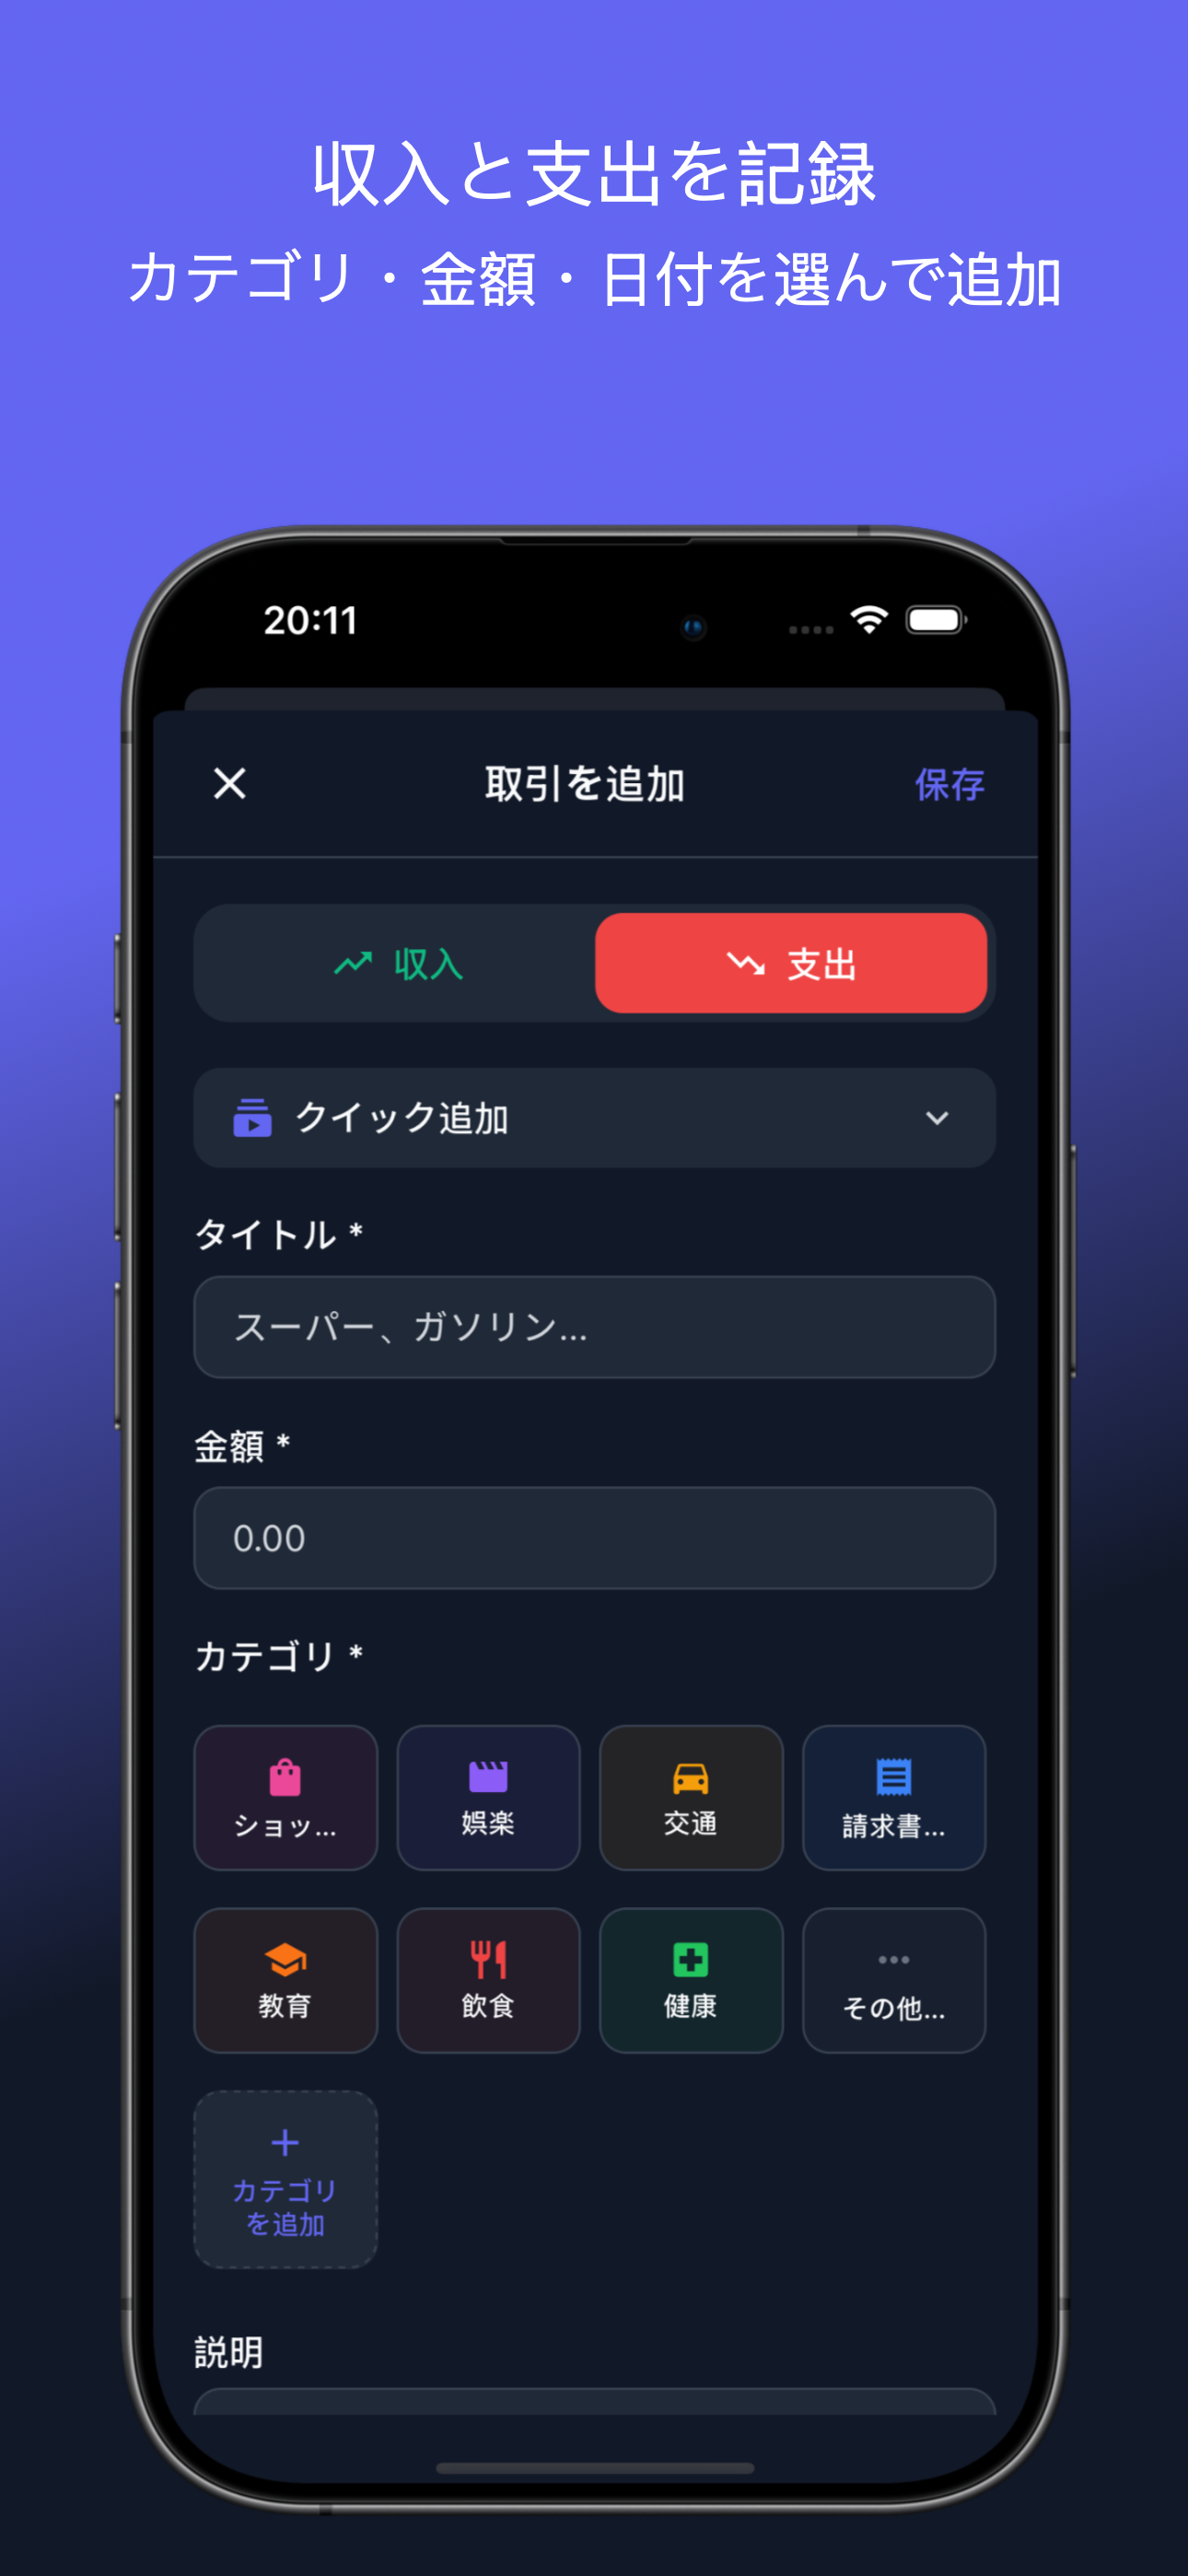 収入と支出を記録
カテゴリ・金額・日付を選んで追加
20:11
取引を追加
保存
収入
支出
クイック追加
タイトル *
スーパー、ガソリン...
金額 *
0.00
カテゴリ *
ショッ...
娯楽
交通
請求書...
教育
飲食
健康
その他...
カテゴリ
を追加
説明